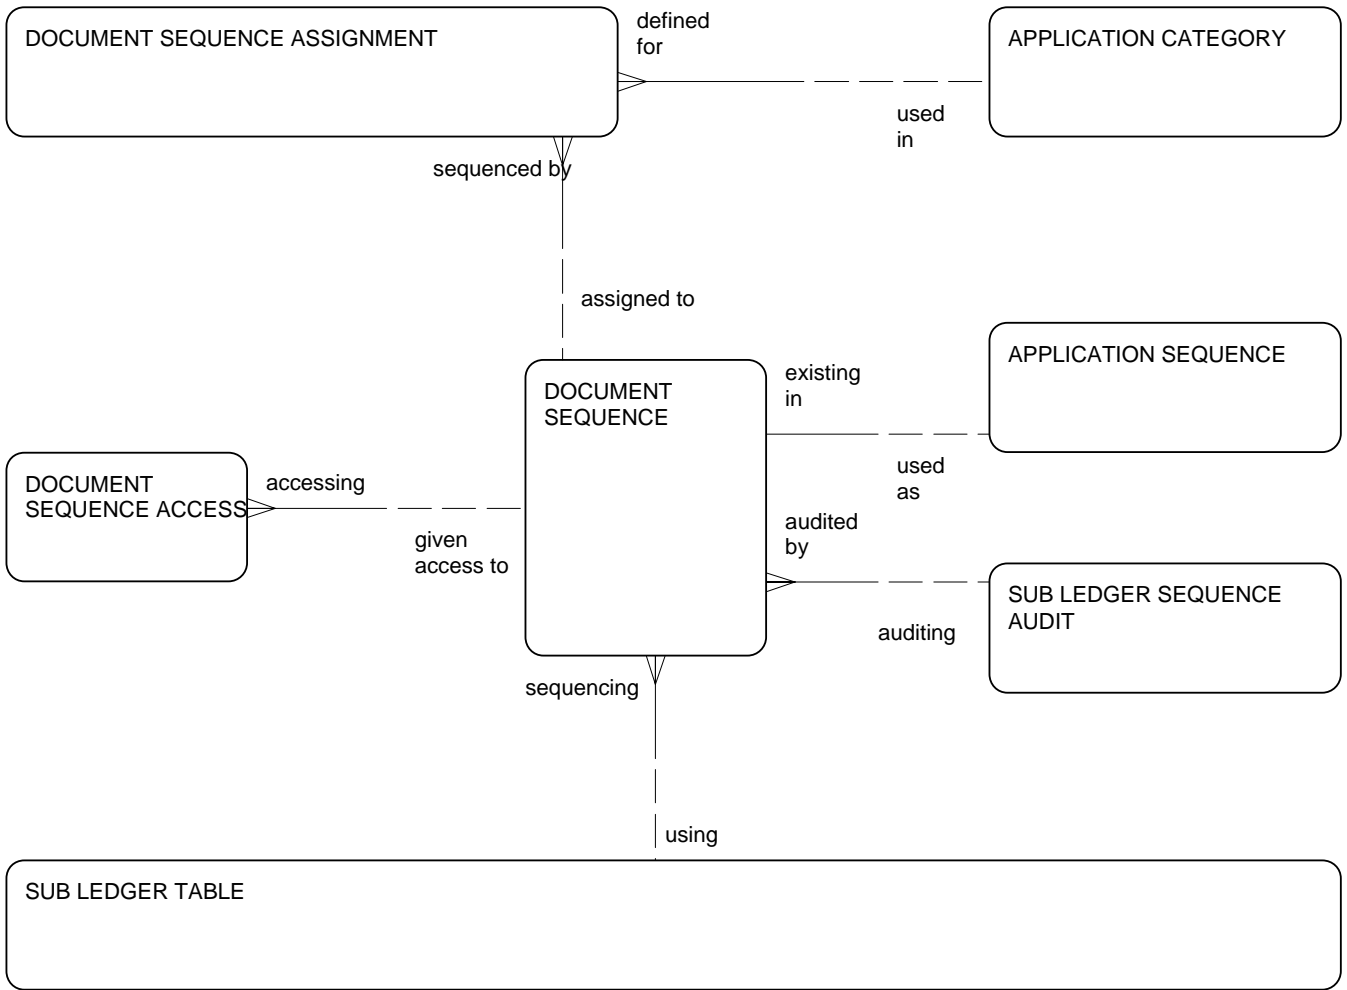 DOCUMENT SEQUENCE ASSIGNMENT
defined
for
APPLICATION CATEGORY
used
in
sequenced by
assigned to
DOCUMENT
SEQUENCE
existing
in
APPLICATION SEQUENCE
used
as
DOCUMENT
SEQUENCE ACCESS
accessing
given
access to
audited
by
SUB LEDGER SEQUENCE
AUDIT
auditing
sequencing
using
SUB LEDGER TABLE